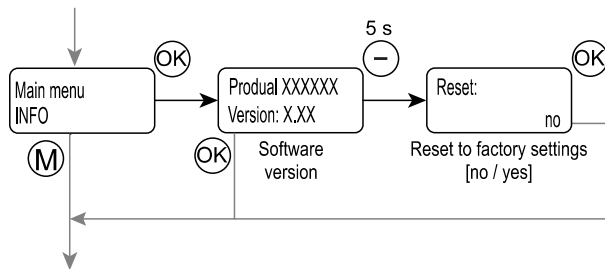 5 s
OK
OK
–
Main menu
INFO
Produal XXXXXX
Version: X.XX
Reset:
no
M
OK
Software
version
Reset to factory settings
[no / yes]